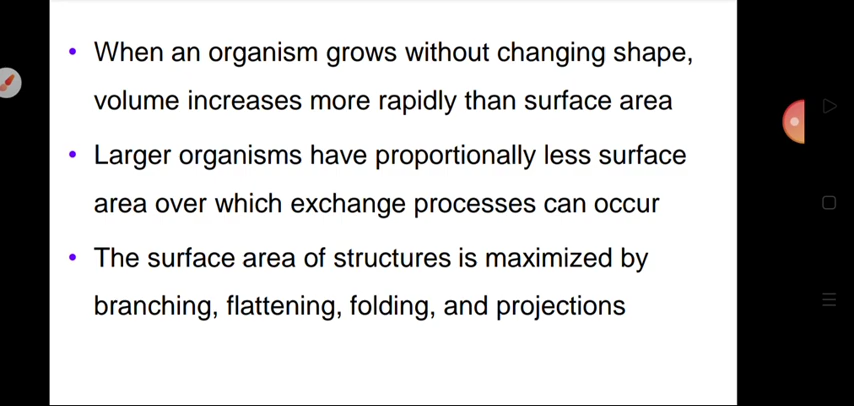 • When an organism grows without changing shape,
volume increases more rapidly than surface area
• Larger organisms have proportionally less surface
area over which exchange processes can occur
• The surface area of structures is maximized by
branching, flattening, folding, and projections